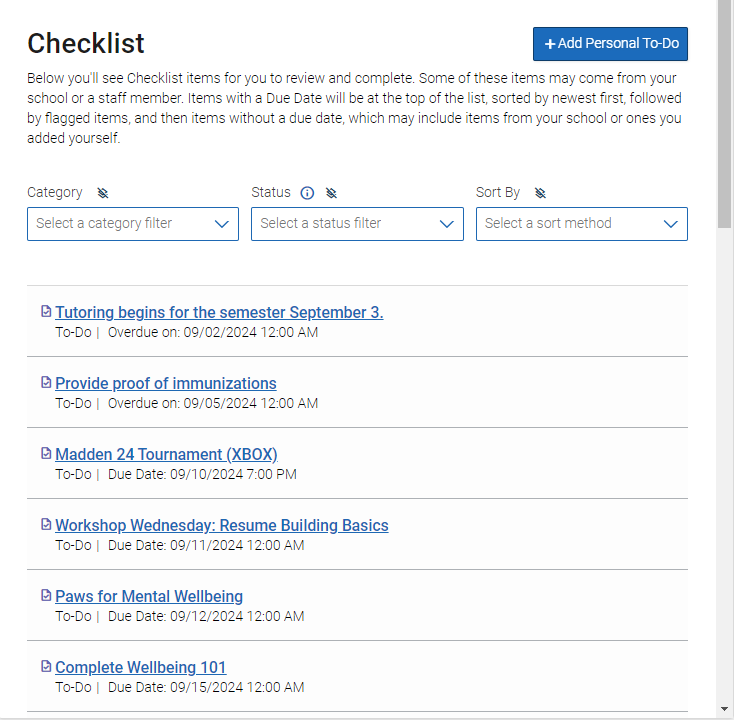 Checklist
+ Add Personal To-Do
Below you'll see Checklist items for you to review and complete. Some of these items may come from your
school or a staff member. Items with a Due Date will be at the top of the list, sorted by newest first, followed
by flagged items, and then items without a due date, which may include items from your school or ones you
added yourself.
Category Status Sort By
Select a category filter Select a status filter Select a sort method
Tutoring begins for the semester September 3.
To-Do | Overdue on: 09/02/2024 12:00 AM
Provide proof of immunizations
To-Do | Overdue on: 09/05/2024 12:00 AM
Madden 24 Tournament (XBOX)
To-Do | Due Date: 09/10/2024 7:00 PM
Workshop Wednesday: Resume Building Basics
To-Do | Due Date: 09/11/2024 12:00 AM
Paws for Mental Wellbeing
To-Do | Due Date: 09/12/2024 12:00 AM
Complete Wellbeing 101
To-Do | Due Date: 09/15/2024 12:00 AM